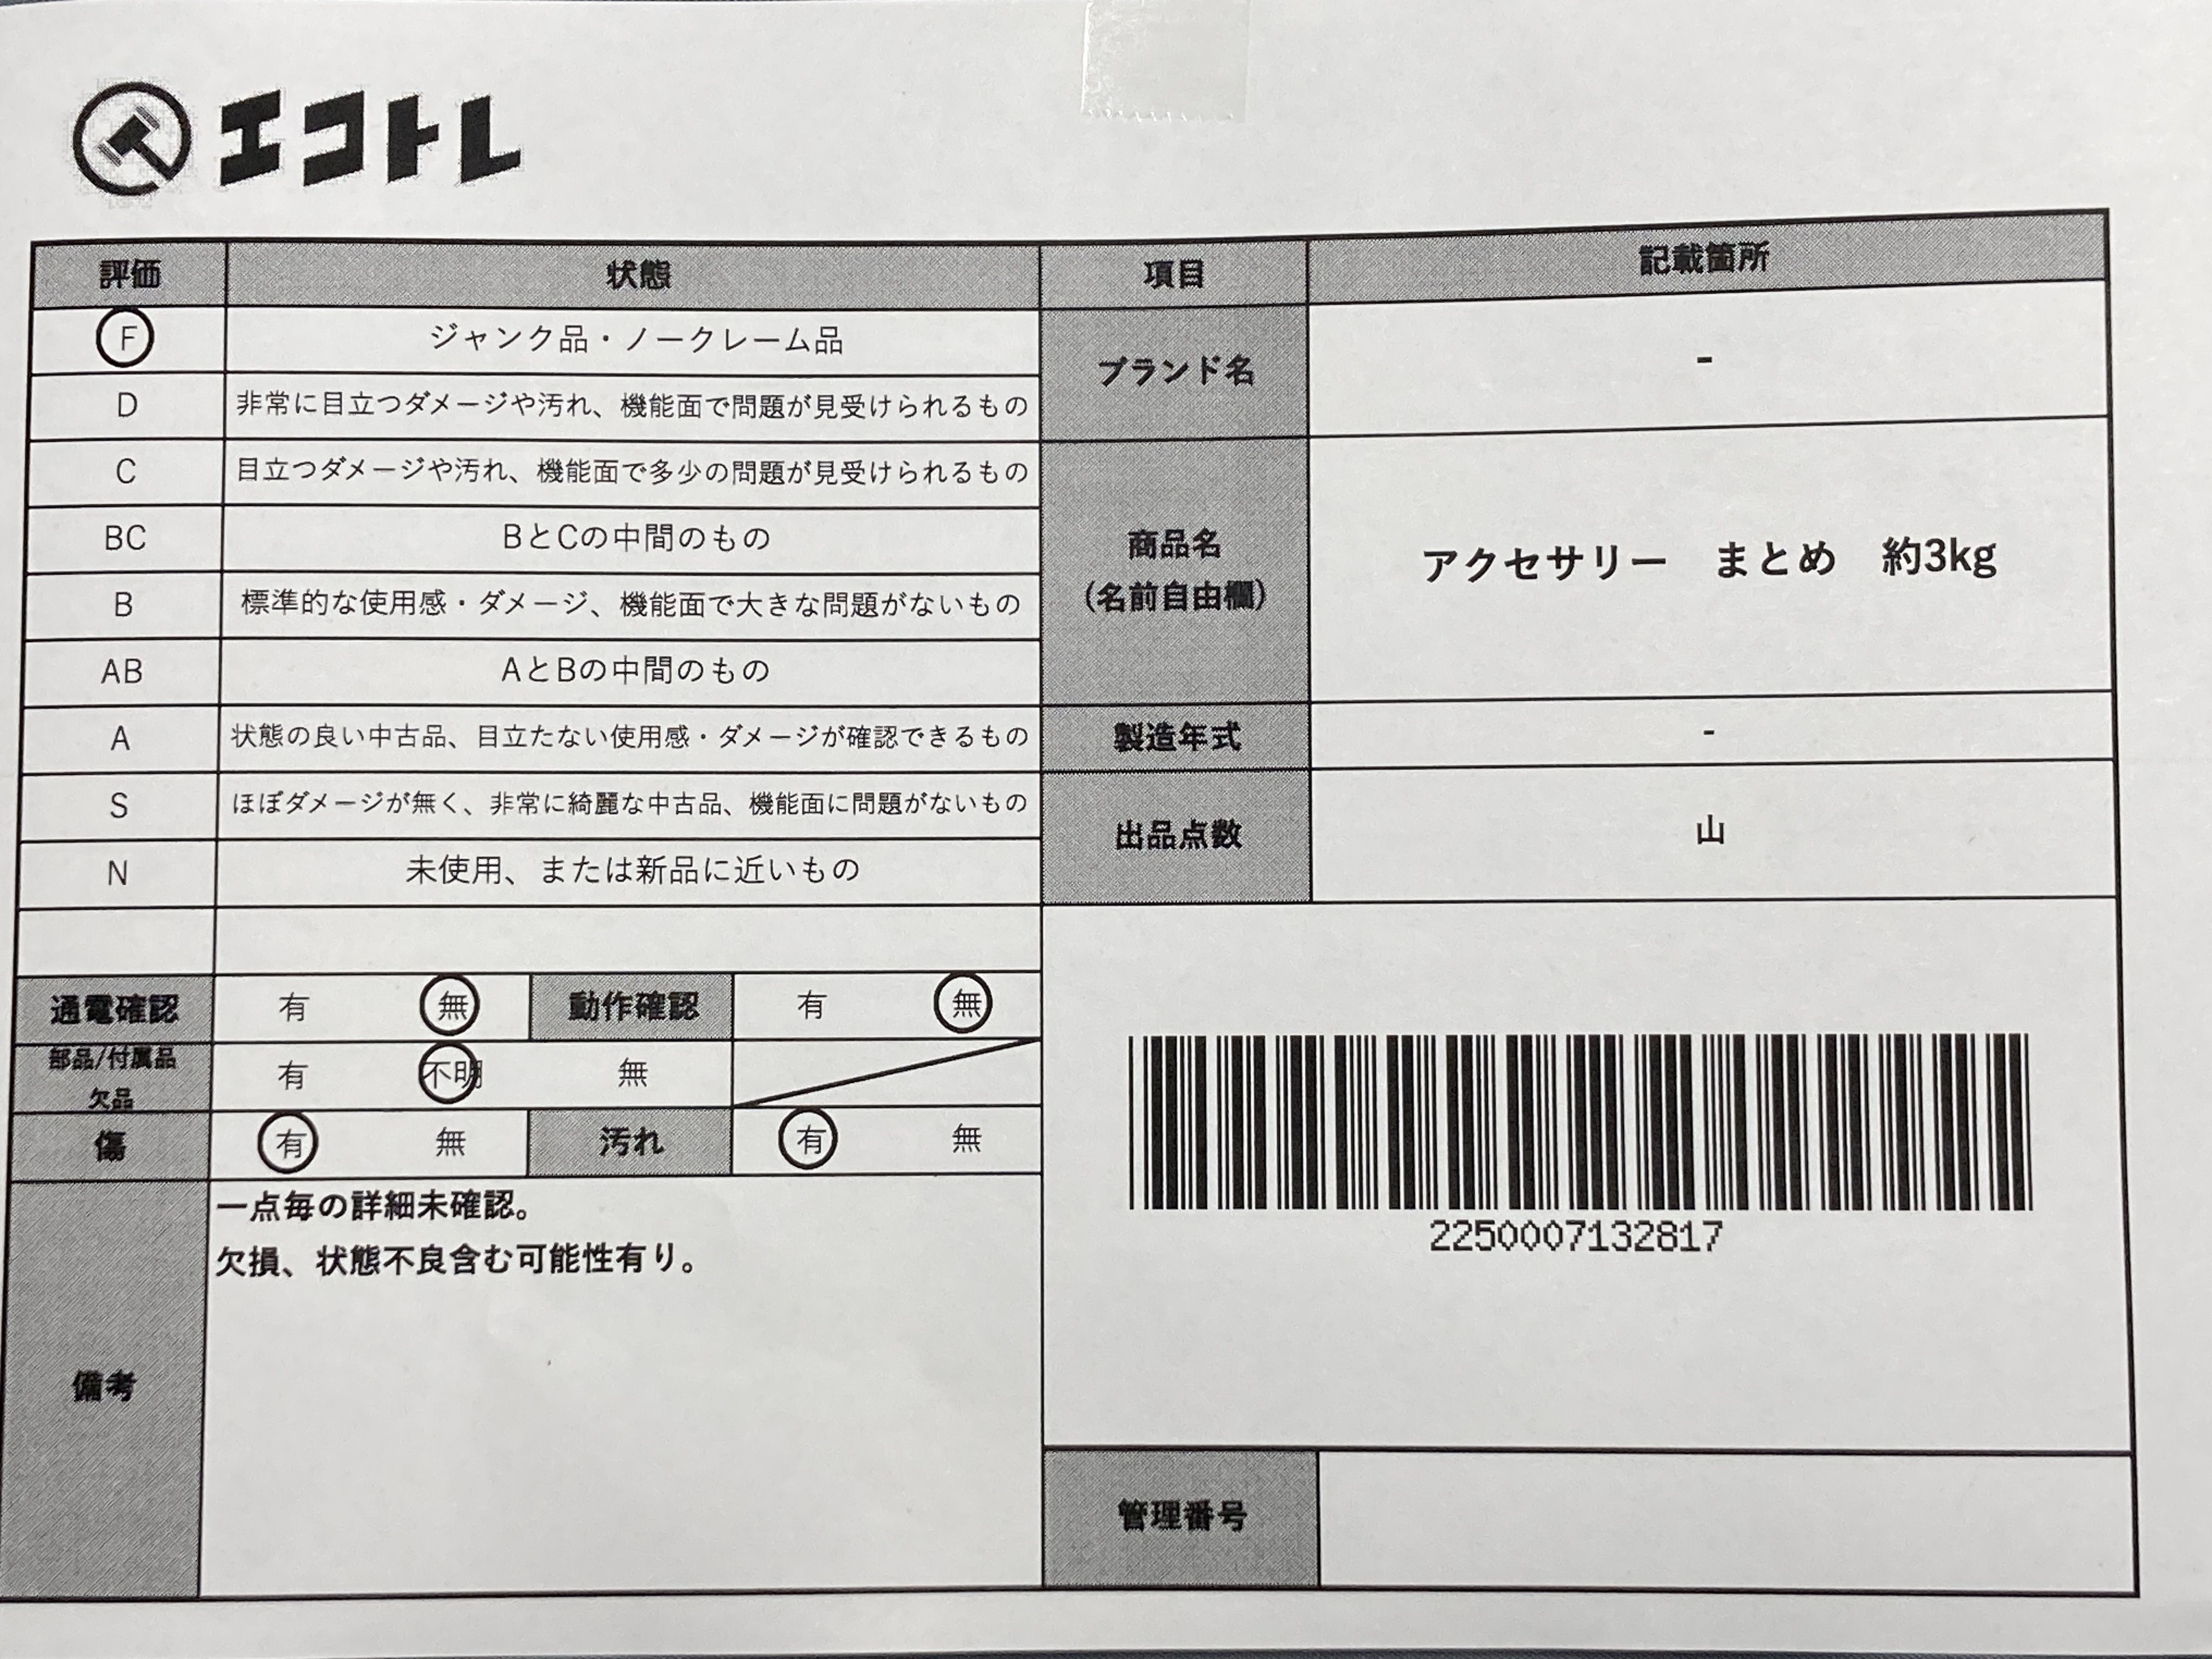 エコトレ
評価 状態 項目 記載箇所
F ジャンク品・ノークレーム品
D 非常に目立つダメージや汚れ、機能面で問題が見受けられるもの
ブランド名 -
C 目立つダメージや汚れ、機能面で多少の問題が見受けられるもの
BC BとCの中間のもの
商品名
(名前自由欄)
アクセサリー まとめ 約3kg
B 標準的な使用感・ダメージ、機能面で大きな問題がないもの
AB AとBの中間のもの
A 状態の良い中古品、目立たない使用感・ダメージが確認できるもの
製造年式 -
S ほぼダメージが無く、非常に綺麗な中古品、機能面に問題がないもの
出品点数 山
N 未使用、または新品に近いもの
通電確認 有 無 動作確認 有 無
部品/付属品
欠品
有 不明 無
傷 有 無 汚れ 有 無
備考
一点毎の詳細未確認。
欠損、状態不良含む可能性有り。
2250007132817
管理番号